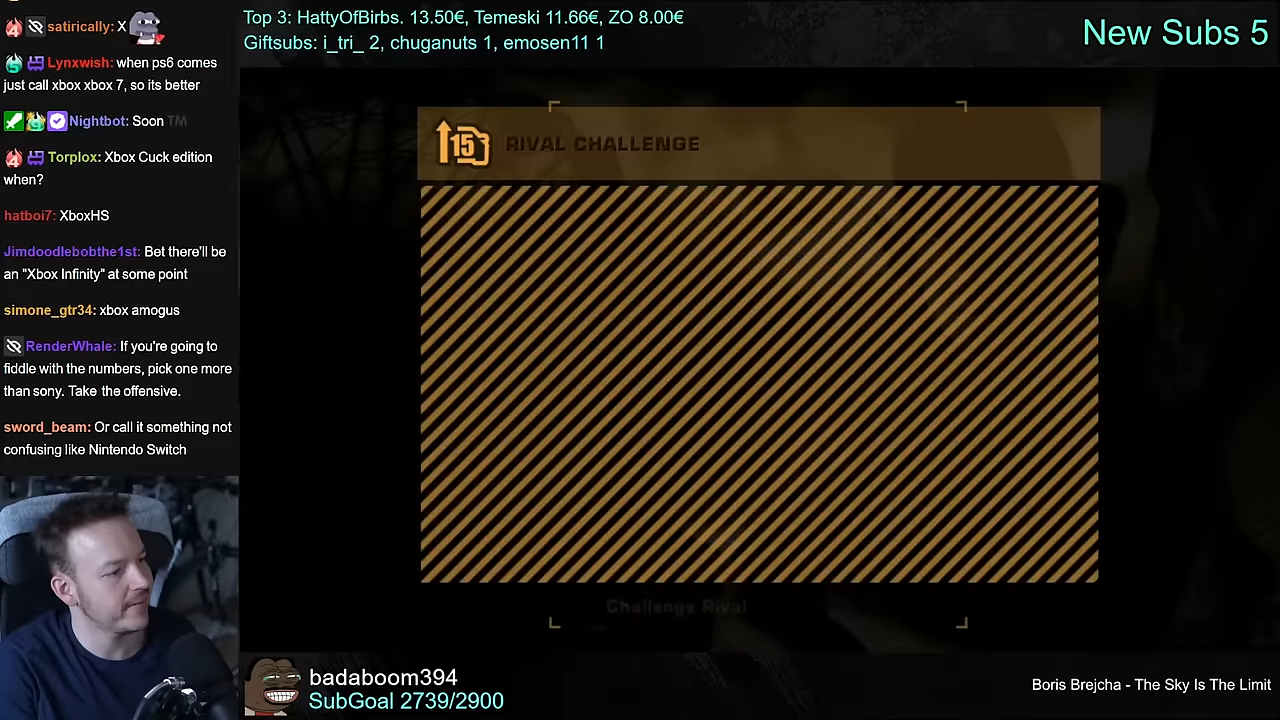 satirically: X
Lynxwish: when ps6 comes
just call xbox xbox 7, so its better
Nightbot: Soon TM
Torplox: Xbox Cuck edition
when?
hatboi7: XboxHS
Jimdoodlebobthe1st: Bet there'll be
an "Xbox Infinity" at some point
simone_gtr34: xbox amogus
RenderWhale: If you're going to
fiddle with the numbers, pick one more
than sony. Take the offensive.
sword_beam: Or call it something not
confusing like Nintendo Switch
Top 3: HattyOfBirbs. 13.50€, Temeski 11.66€, ZO 8.00€
Giftsubs: i_tri_ 2, chuganuts 1, emosen11 1
New Subs 5
15 RIVAL CHALLENGE
Challenge Rival
badaboom394
SubGoal 2739/2900
Boris Brejcha - The Sky Is The Limit